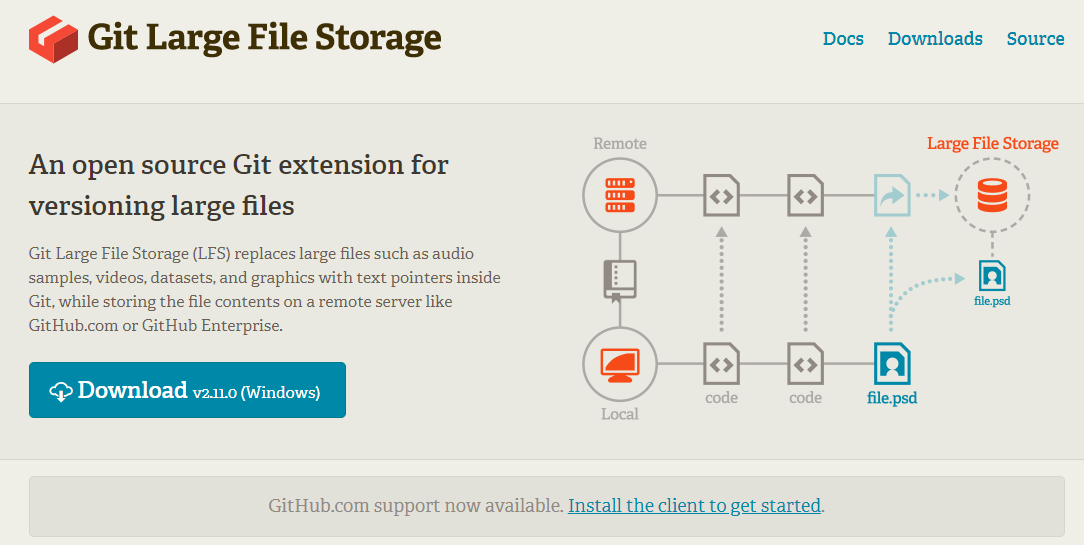 Git Large File Storage
Docs Downloads Source
An open source Git extension for
versioning large files
Git Large File Storage (LFS) replaces large files such as audio
samples, videos, datasets, and graphics with text pointers inside
Git, while storing the file contents on a remote server like
GitHub.com or GitHub Enterprise.
Download v2.11.0 (Windows)
Remote
Large File Storage
file.psd
code
code
file.psd
Local
GitHub.com support now available. Install the client to get started.